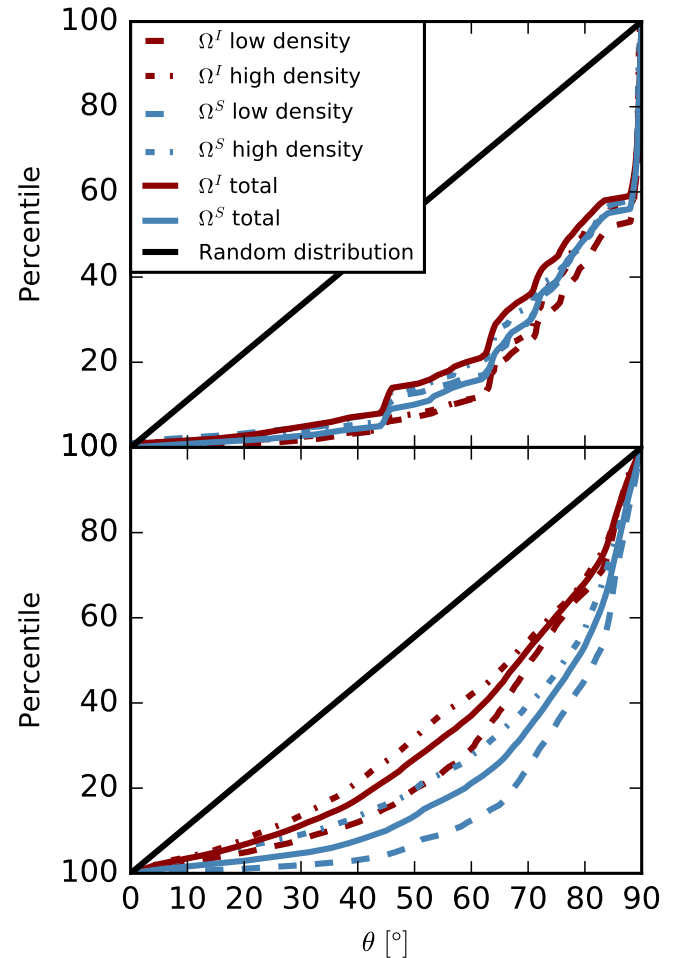 100
80
60
40
20
100
Percentile
Ω^I low density
Ω^I high density
Ω^S low density
Ω^S high density
Ω^I total
Ω^S total
Random distribution
80
60
40
20
100
Percentile
0 10 20 30 40 50 60 70 80 90
θ [°]